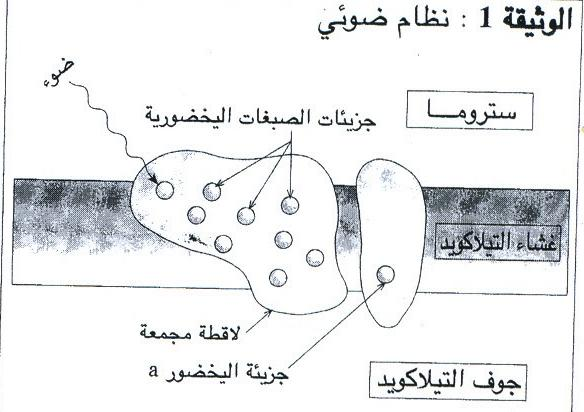 الوثيقة 1 : نظام ضوئي
ضوء
جزيئات الصبغات اليخضورية
ستروما
غشاء التيلاكويد
لاقطة مجمعة
جزيئة اليخضور a
جوف التيلاكويد